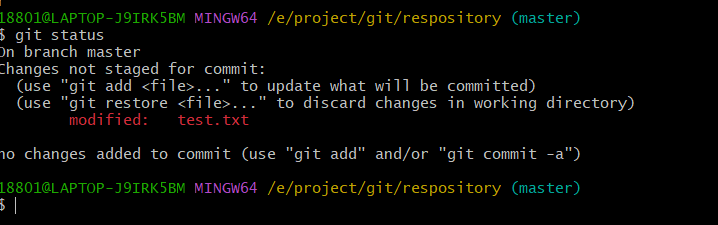 18801@LAPTOP-J9IRK5BM MINGW64 /e/project/git/respository (master)
$ git status
On branch master
Changes not staged for commit:
  (use "git add <file>..." to update what will be committed)
  (use "git restore <file>..." to discard changes in working directory)
        modified:   test.txt

no changes added to commit (use "git add" and/or "git commit -a")

18801@LAPTOP-J9IRK5BM MINGW64 /e/project/git/respository (master)
$